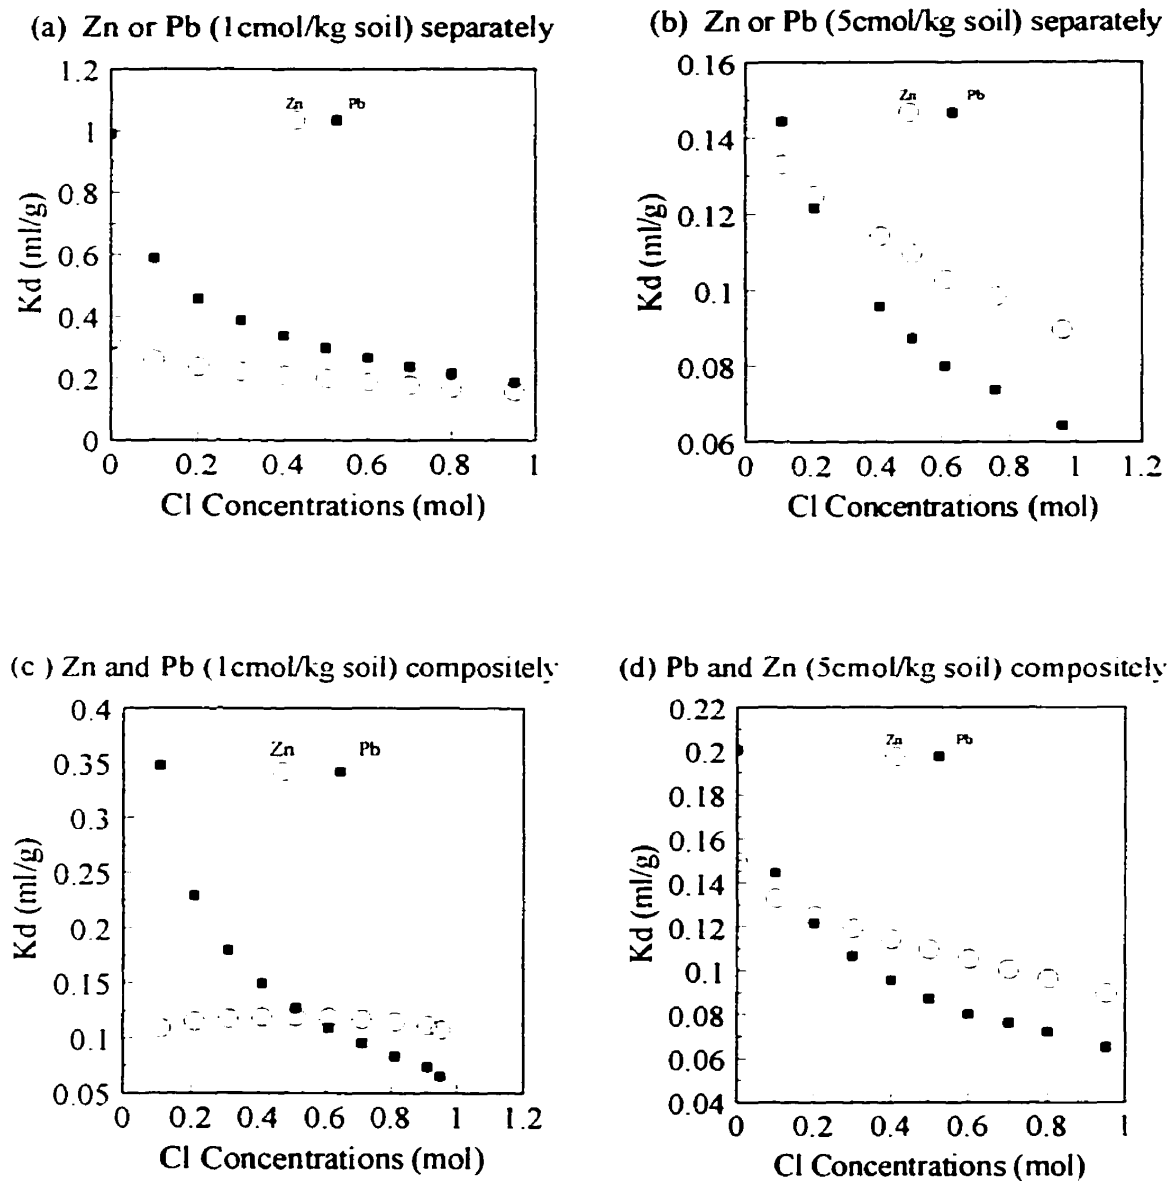 (a) Zn or Pb (1cmol/kg soil) separately
1.2
1
0.8
0.6
0.4
0.2
0
Kd (ml/g)
Zn Pb
0 0.2 0.4 0.6 0.8 1
Cl Concentrations (mol)
(b) Zn or Pb (5cmol/kg soil) separately
0.16
0.14
0.12
0.1
0.08
0.06
Kd (ml/g)
Zn Pb
0 0.2 0.4 0.6 0.8 1 1.2
Cl Concentrations (mol)
(c ) Zn and Pb (1cmol/kg soil) compositely
0.4
0.35
0.3
0.25
0.2
0.15
0.1
0.05
Kd (ml/g)
Zn Pb
0 0.2 0.4 0.6 0.8 1 1.2
Cl Concentrations (mol)
(d) Pb and Zn (5cmol/kg soil) compositely
0.22
0.2
0.18
0.16
0.14
0.12
0.1
0.08
0.06
0.04
Kd (ml/g)
Zn Pb
0 0.2 0.4 0.6 0.8 1
Cl Concentrations (mol)